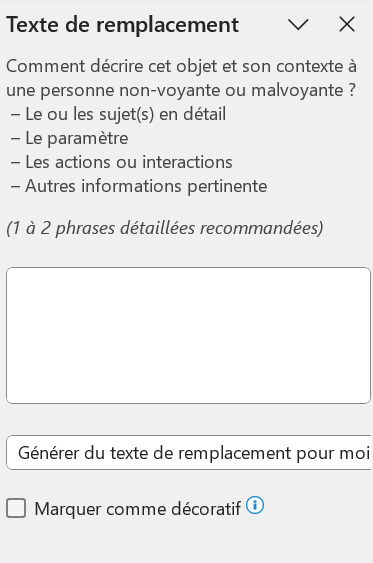 Texte de remplacement
Comment décrire cet objet et son contexte à
une personne non-voyante ou malvoyante ?
– Le ou les sujet(s) en détail
– Le paramètre
– Les actions ou interactions
– Autres informations pertinente
(1 à 2 phrases détaillées recommandées)
Générer du texte de remplacement pour moi
Marquer comme décoratif